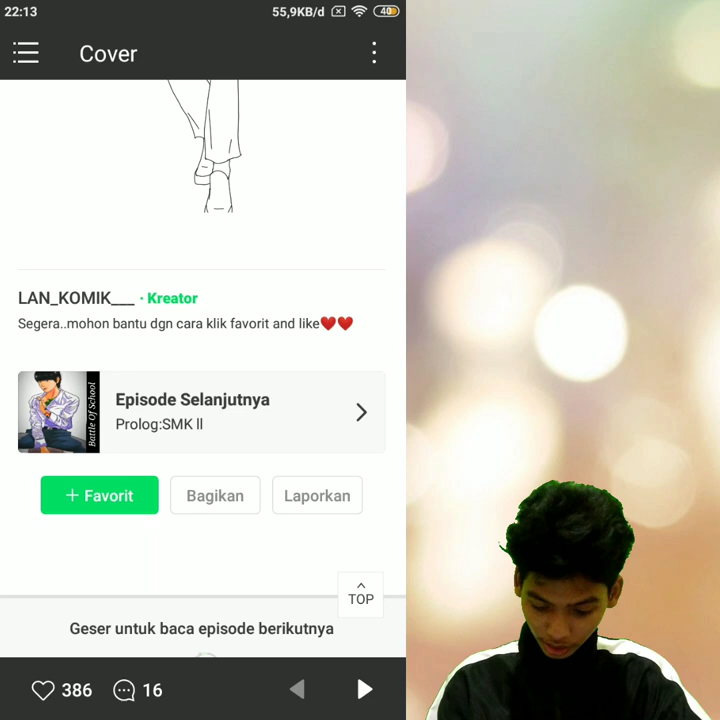 22:13 55,9KB/d 40
Cover
LAN_KOMIK___ · Kreator
Segera..mohon bantu dgn cara klik favorit and like❤️❤️
Battle Of School
Episode Selanjutnya
Prolog:SMK ll
+ Favorit
Bagikan
Laporkan
TOP
Geser untuk baca episode berikutnya
386 16